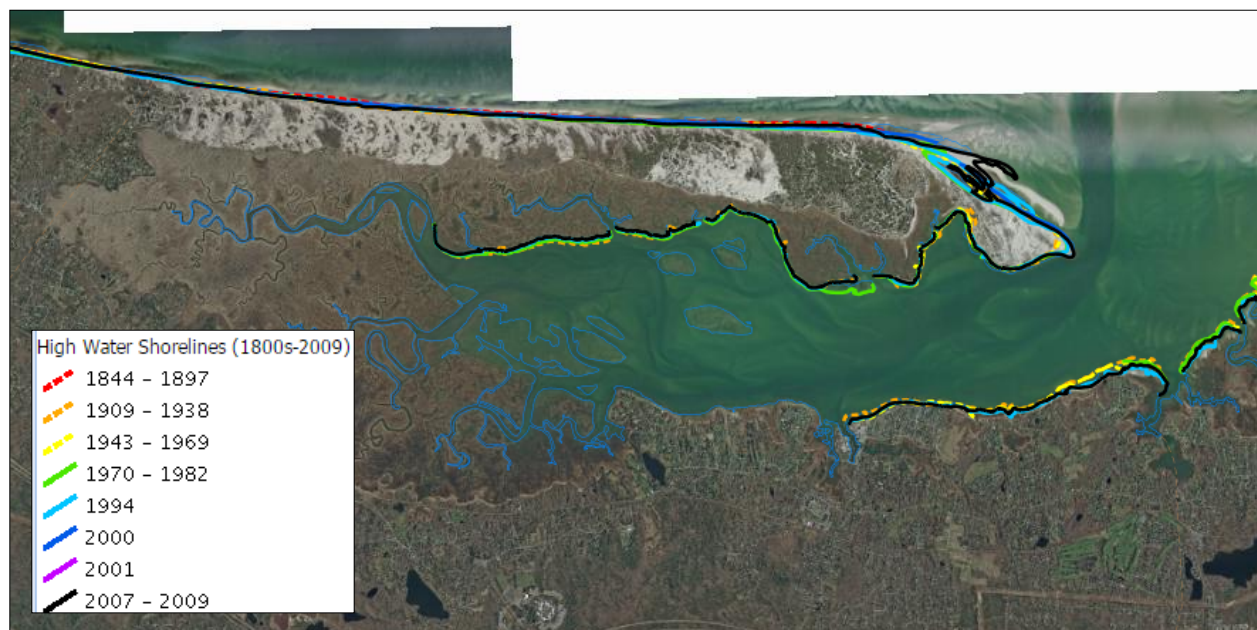 High Water Shorelines (1800s-2009)
1844 – 1897
1909 – 1938
1943 – 1969
1970 – 1982
1994
2000
2001
2007 – 2009